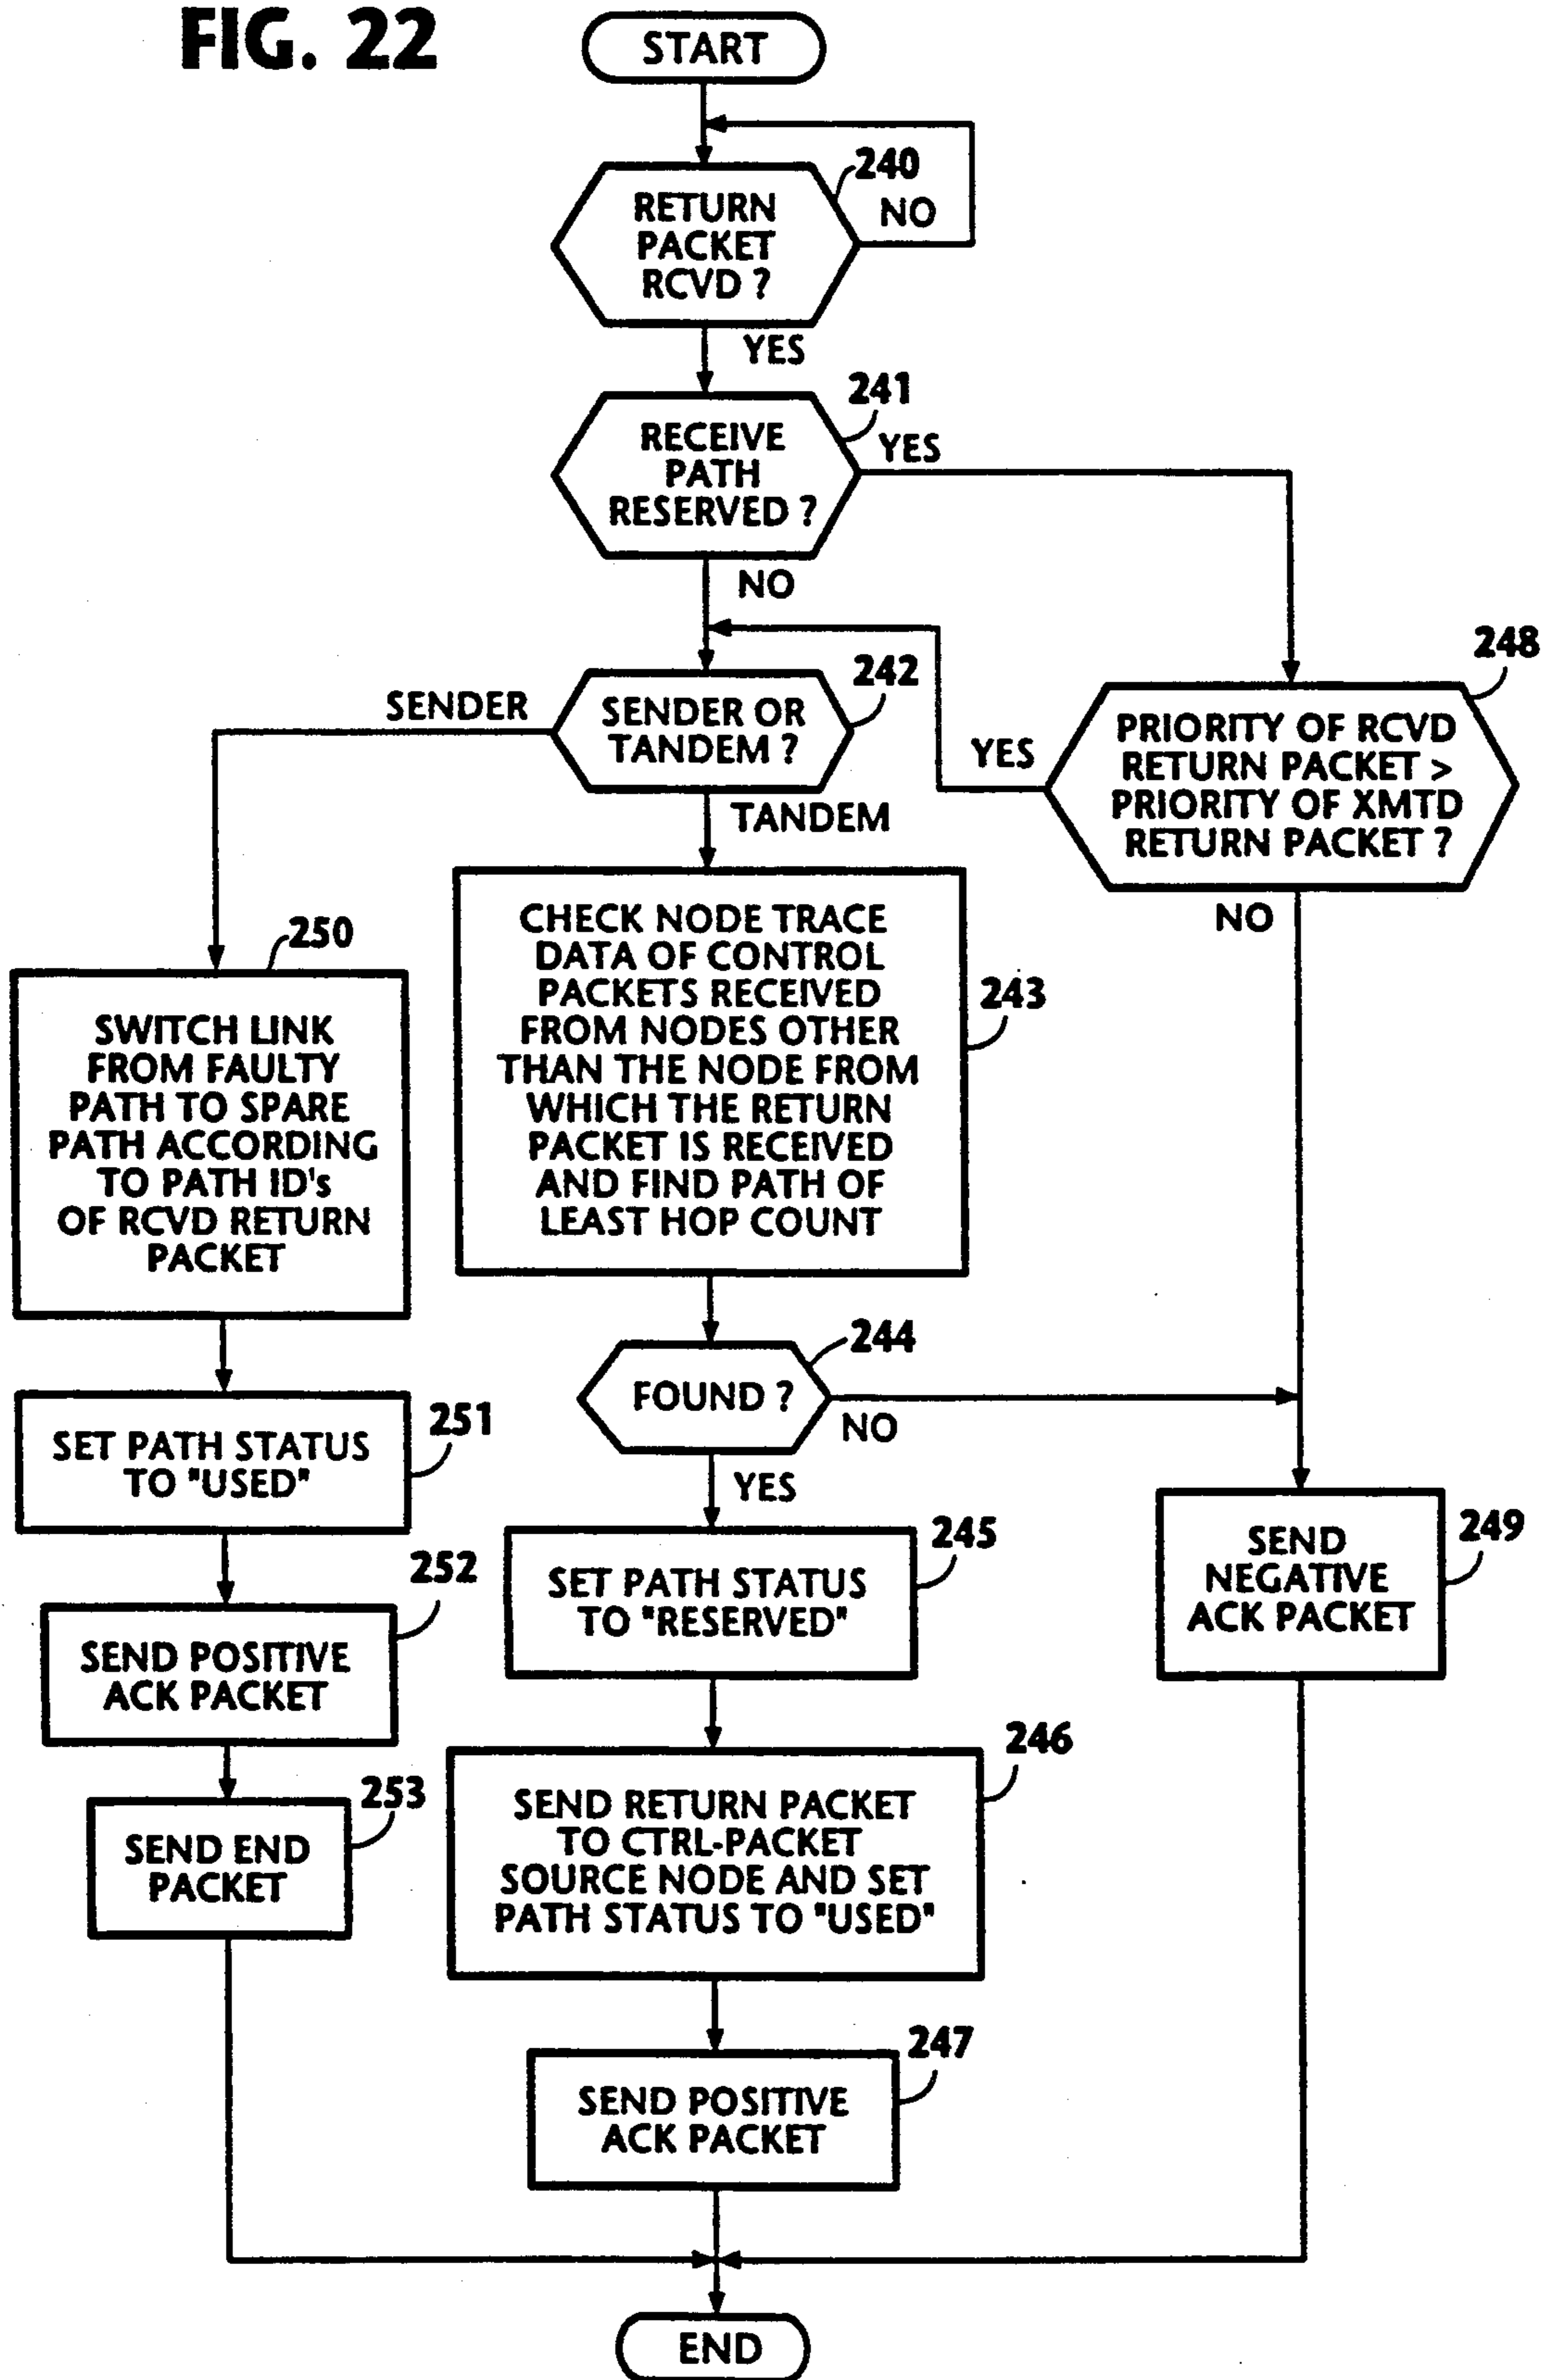 FIG. 22
START
240
RETURN
PACKET
RCVD ?
NO
YES
241
RECEIVE
PATH
RESERVED ?
YES
NO
248
242
SENDER
SENDER OR
TANDEM ?
TANDEM
YES
PRIORITY OF RCVD
RETURN PACKET >
PRIORITY OF XMTD
RETURN PACKET ?
NO
243
CHECK NODE TRACE
DATA OF CONTROL
PACKETS RECEIVED
FROM NODES OTHER
THAN THE NODE FROM
WHICH THE RETURN
PACKET IS RECEIVED
AND FIND PATH OF
LEAST HOP COUNT
250
SWITCH LINK
FROM FAULTY
PATH TO SPARE
PATH ACCORDING
TO PATH ID's
OF RCVD RETURN
PACKET
244
FOUND ?
NO
YES
251
SET PATH STATUS
TO "USED"
245
SET PATH STATUS
TO "RESERVED"
249
SEND
NEGATIVE
ACK PACKET
252
SEND POSITIVE
ACK PACKET
246
SEND RETURN PACKET
TO CTRL-PACKET
SOURCE NODE AND SET
PATH STATUS TO "USED"
253
SEND END
PACKET
247
SEND POSITIVE
ACK PACKET
END